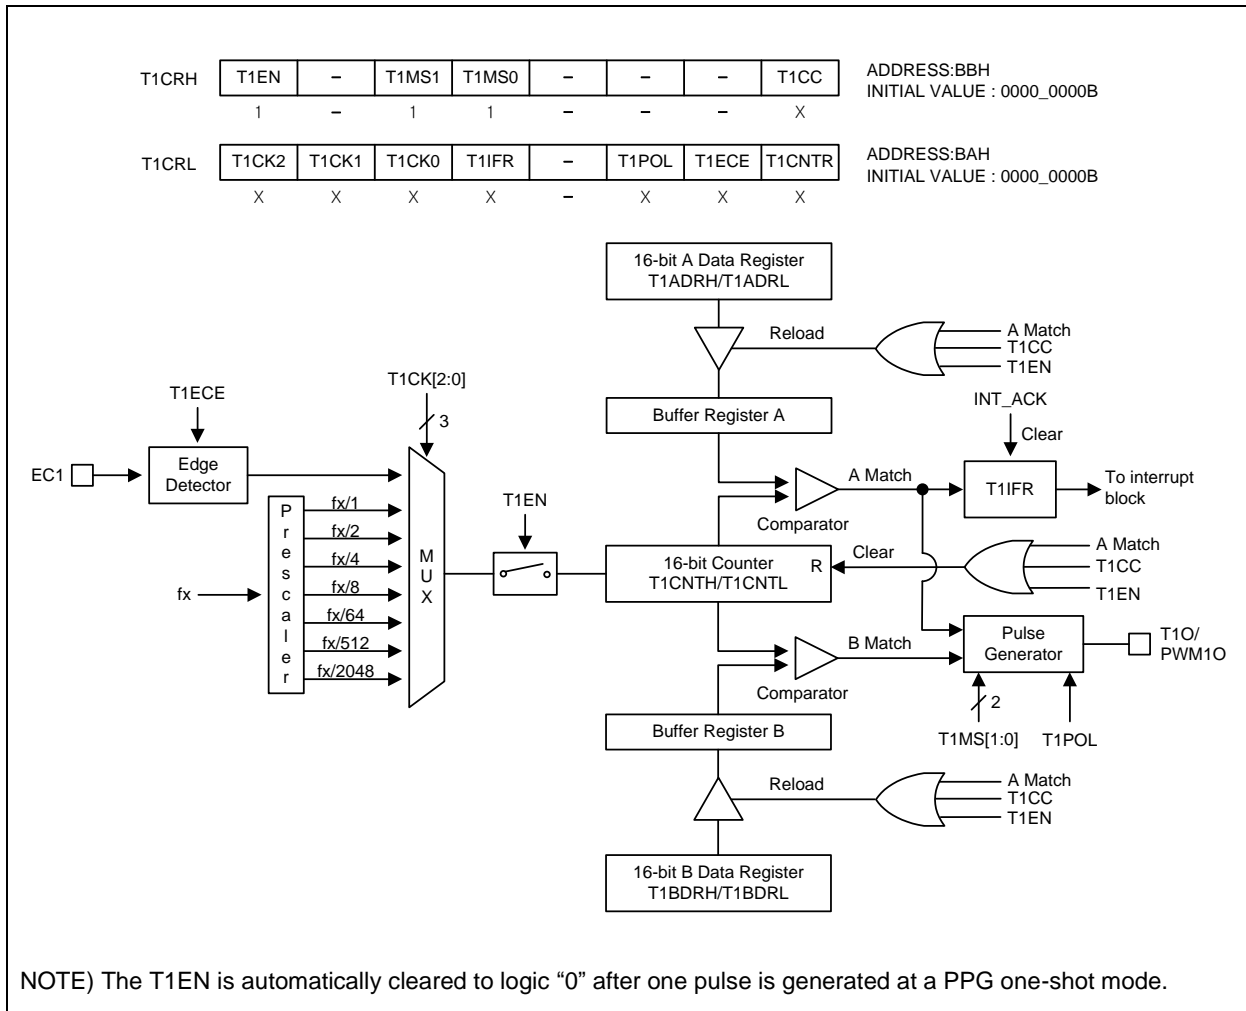 T1CRH T1EN – T1MS1 T1MS0 – – – T1CC ADDRESS:BBH
INITIAL VALUE : 0000_0000B
1 – 1 1 – – – X
T1CRL T1CK2 T1CK1 T1CK0 T1IFR – T1POL T1ECE T1CNTR ADDRESS:BAH
INITIAL VALUE : 0000_0000B
X X X X – X X X
16-bit A Data Register
T1ADRH/T1ADRL
Reload
A Match
T1CC
T1EN
T1CK[2:0]
3
T1ECE
Buffer Register A
INT_ACK
Clear
EC1
Edge
Detector
A Match
T1IFR
To interrupt
block
Comparator
Prescaler
fx/1
fx/2
fx/4
fx/8
fx/64
fx/512
fx/2048
fx
MUX
T1EN
16-bit Counter
T1CNTH/T1CNTL
R
Clear
A Match
T1CC
T1EN
B Match
Pulse
Generator
T1O/
PWM1O
Comparator
2
T1MS[1:0]
T1POL
Buffer Register B
Reload
A Match
T1CC
T1EN
16-bit B Data Register
T1BDRH/T1BDRL
NOTE) The T1EN is automatically cleared to logic “0” after one pulse is generated at a PPG one-shot mode.